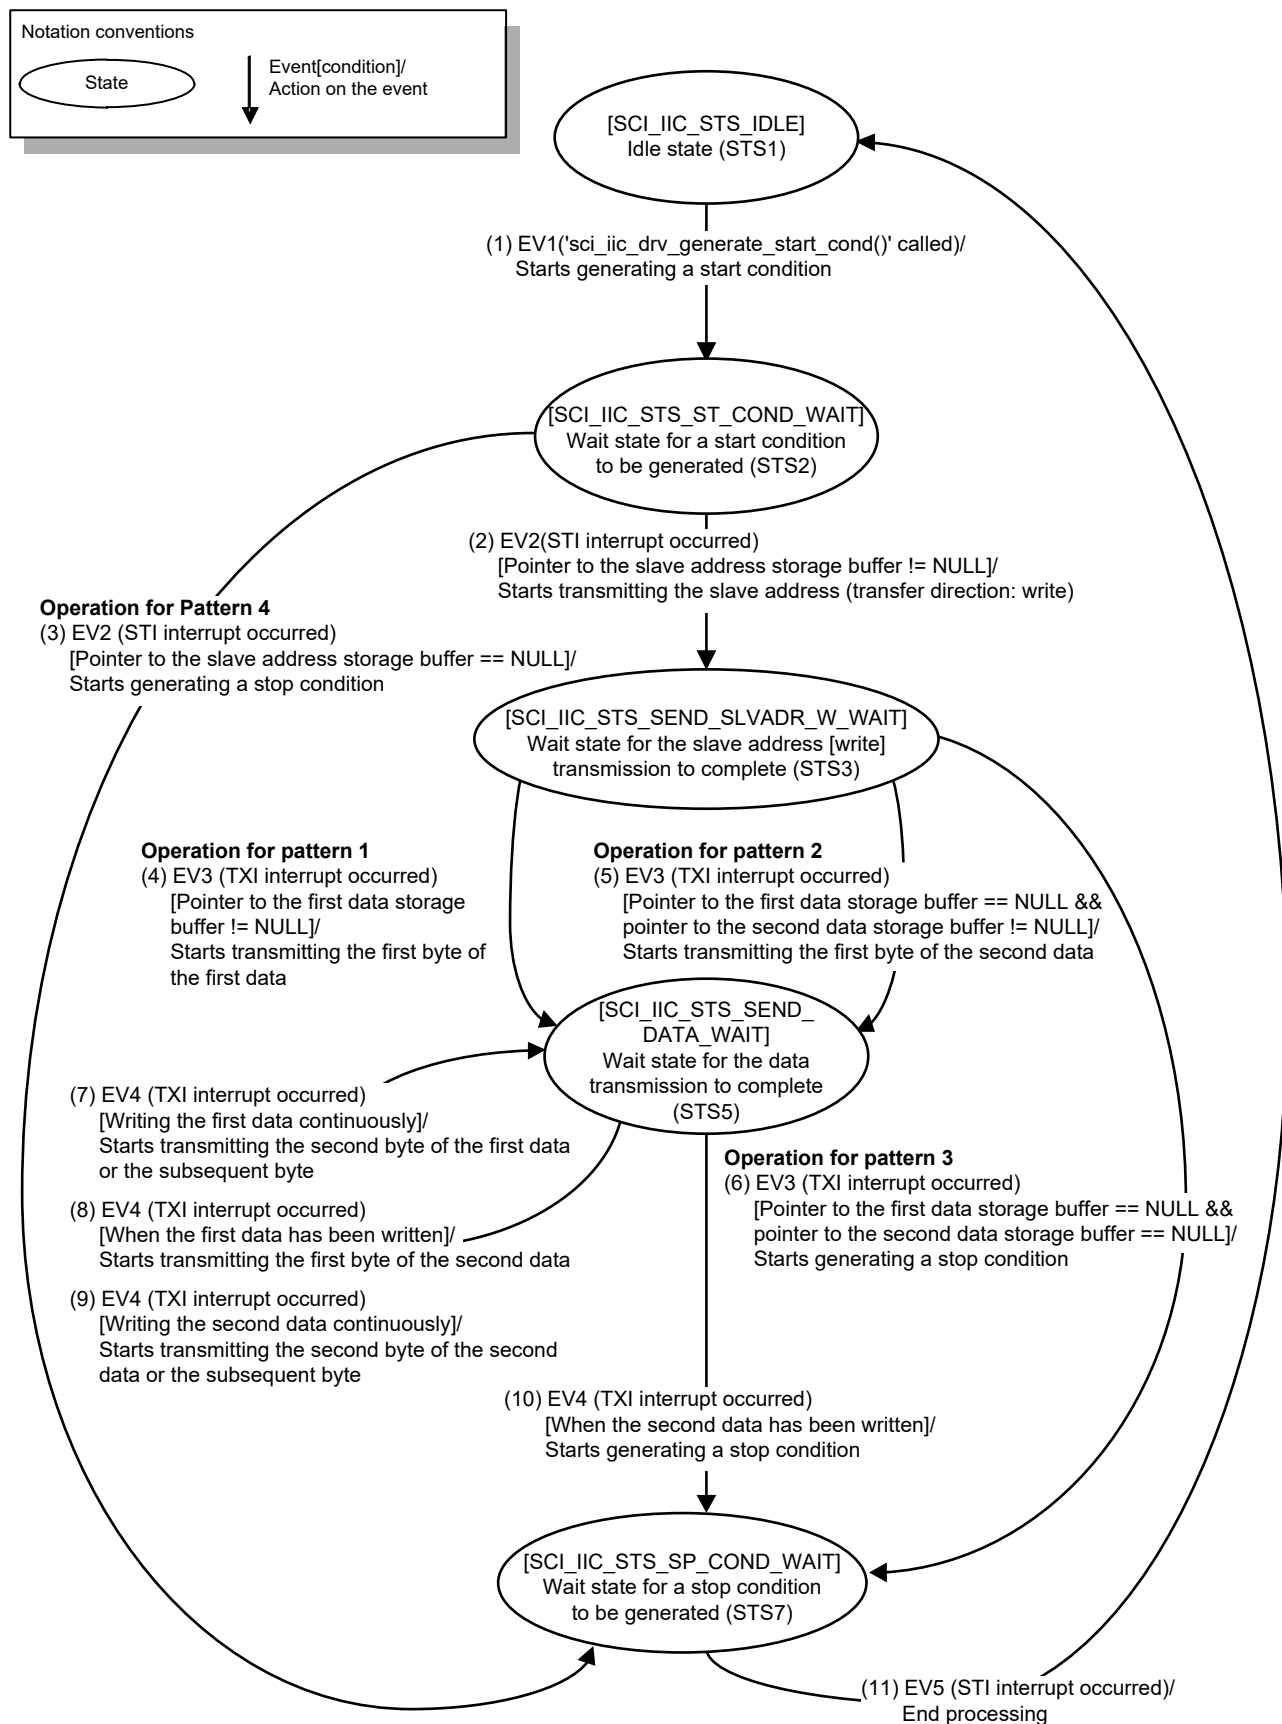 Notation conventions
State
Event[condition]/
Action on the event
[SCI_IIC_STS_IDLE]
Idle state (STS1)
(1) EV1('sci_iic_drv_generate_start_cond()' called)/
Starts generating a start condition
[SCI_IIC_STS_ST_COND_WAIT]
Wait state for a start condition
to be generated (STS2)
(2) EV2(STI interrupt occurred)
[Pointer to the slave address storage buffer != NULL]/
Starts transmitting the slave address (transfer direction: write)
Operation for Pattern 4
(3) EV2 (STI interrupt occurred)
[Pointer to the slave address storage buffer == NULL]/
Starts generating a stop condition
[SCI_IIC_STS_SEND_SLVADR_W_WAIT]
Wait state for the slave address [write]
transmission to complete (STS3)
Operation for pattern 1
(4) EV3 (TXI interrupt occurred)
[Pointer to the first data storage
buffer != NULL]/
Starts transmitting the first byte of
the first data
Operation for pattern 2
(5) EV3 (TXI interrupt occurred)
[Pointer to the first data storage buffer == NULL &&
pointer to the second data storage buffer != NULL]/
Starts transmitting the first byte of the second data
[SCI_IIC_STS_SEND_
DATA_WAIT]
Wait state for the data
transmission to complete
(STS5)
(7) EV4 (TXI interrupt occurred)
[Writing the first data continuously]/
Starts transmitting the second byte of the first data
or the subsequent byte
(8) EV4 (TXI interrupt occurred)
[When the first data has been written]/
Starts transmitting the first byte of the second data
(9) EV4 (TXI interrupt occurred)
[Writing the second data continuously]/
Starts transmitting the second byte of the second
data or the subsequent byte
Operation for pattern 3
(6) EV3 (TXI interrupt occurred)
[Pointer to the first data storage buffer == NULL &&
pointer to the second data storage buffer == NULL]/
Starts generating a stop condition
(10) EV4 (TXI interrupt occurred)
[When the second data has been written]/
Starts generating a stop condition
[SCI_IIC_STS_SP_COND_WAIT]
Wait state for a stop condition
to be generated (STS7)
(11) EV5 (STI interrupt occurred)/
End processing